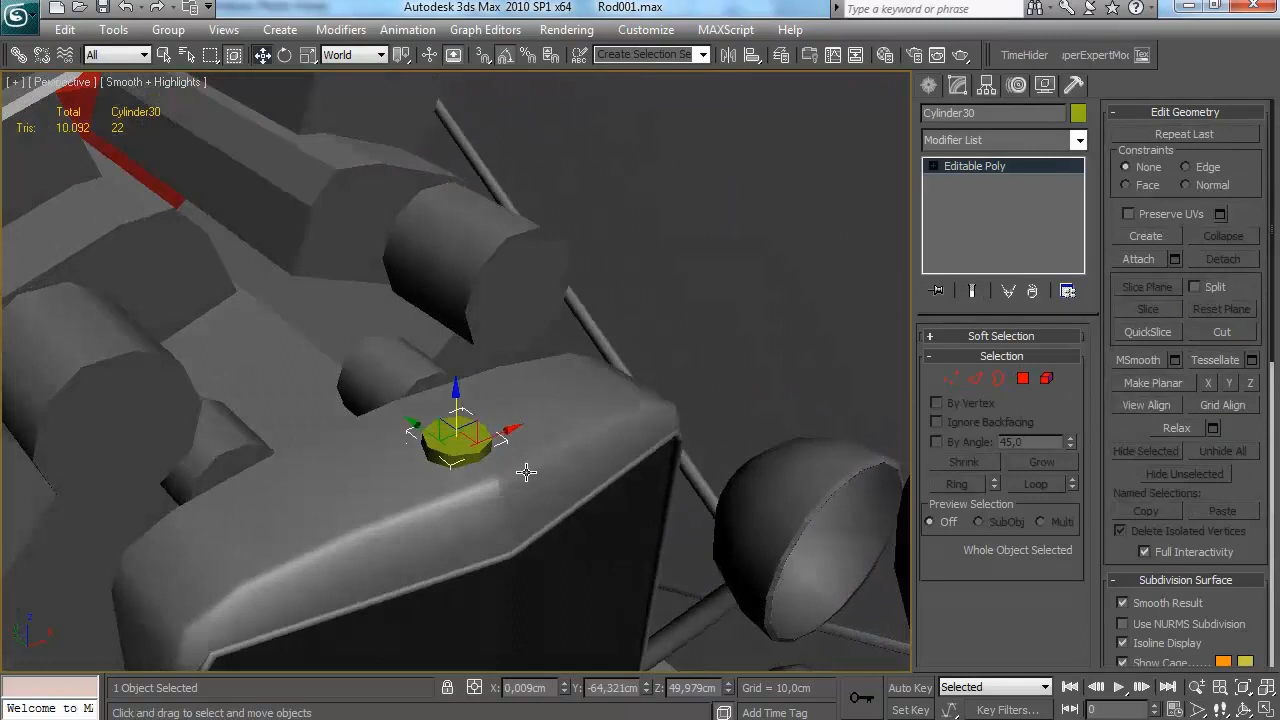 Autodesk 3ds Max 2010 SP1 x64 Rod001.max
Type a keyword or phrase
Edit Tools Group Views Create Modifiers Animation Graph Editors Rendering Customize MAXScript Help
All World Create Selection Se TimeHider uperExpertMod Tex
[ + ] [ Perspective ] [ Smooth + Highlights ]
Total Cylinder30
Tris: 10.092 22
Cylinder30
Modifier List
Editable Poly
Soft Selection
Selection
By Vertex
Ignore Backfacing
By Angle: 45,0
Shrink Grow
Ring Loop
Preview Selection
Off SubObj Multi
Whole Object Selected
Edit Geometry
Repeat Last
Constraints
None Edge
Face Normal
Preserve UVs
Create Collapse
Attach Detach
Slice Plane Split
Slice Reset Plane
QuickSlice Cut
MSmooth Tessellate
Make Planar X Y Z
View Align Grid Align
Relax
Hide Selected Unhide All
Hide Unselected
Named Selections:
Copy Paste
Delete Isolated Vertices
Full Interactivity
Subdivision Surface
Smooth Result
Use NURMS Subdivision
Isoline Display
Show Cage......
z
x
1 Object Selected X: 0,009cm Y: -64,321cm Z: 49,979cm Grid = 10,0cm Auto Key Selected
Welcome to MA Click and drag to select and move objects Add Time Tag Set Key Key Filters... 0